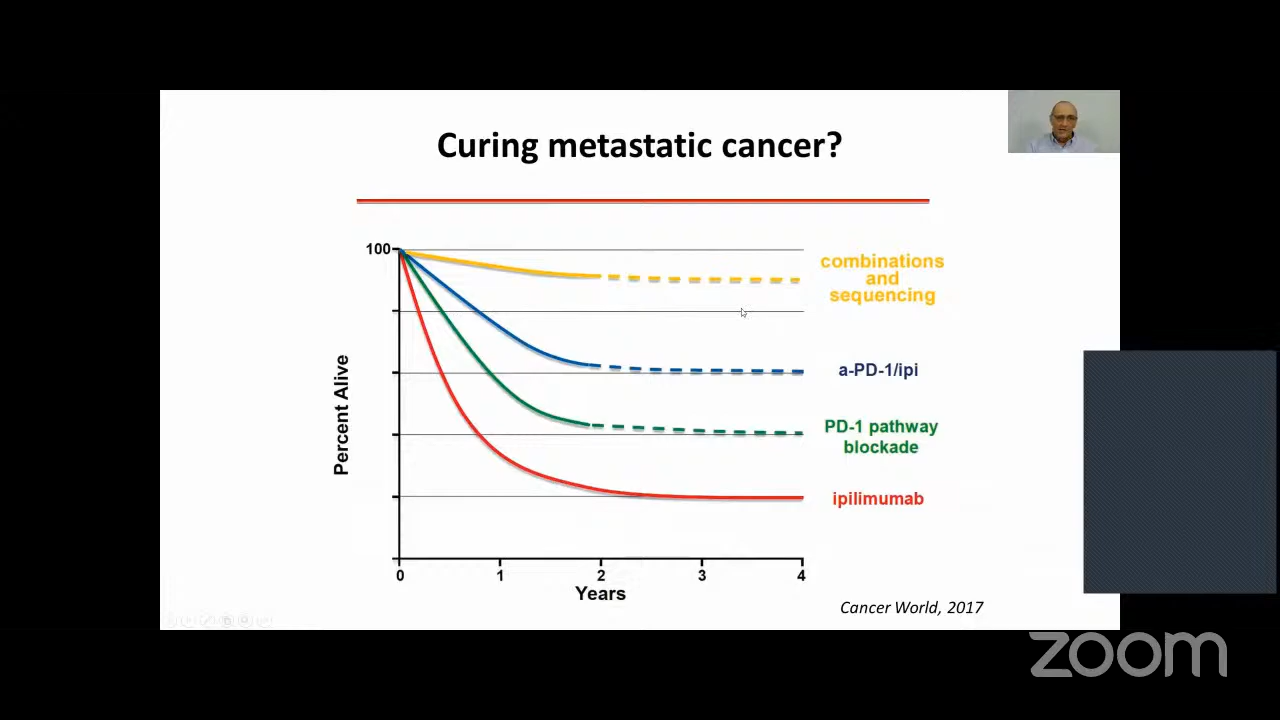 Curing metastatic cancer?
100
combinations
and
sequencing
a-PD-1/ipi
PD-1 pathway
blockade
ipilimumab
Percent Alive
0 1 2 3 4
Years
Cancer World, 2017
zoom